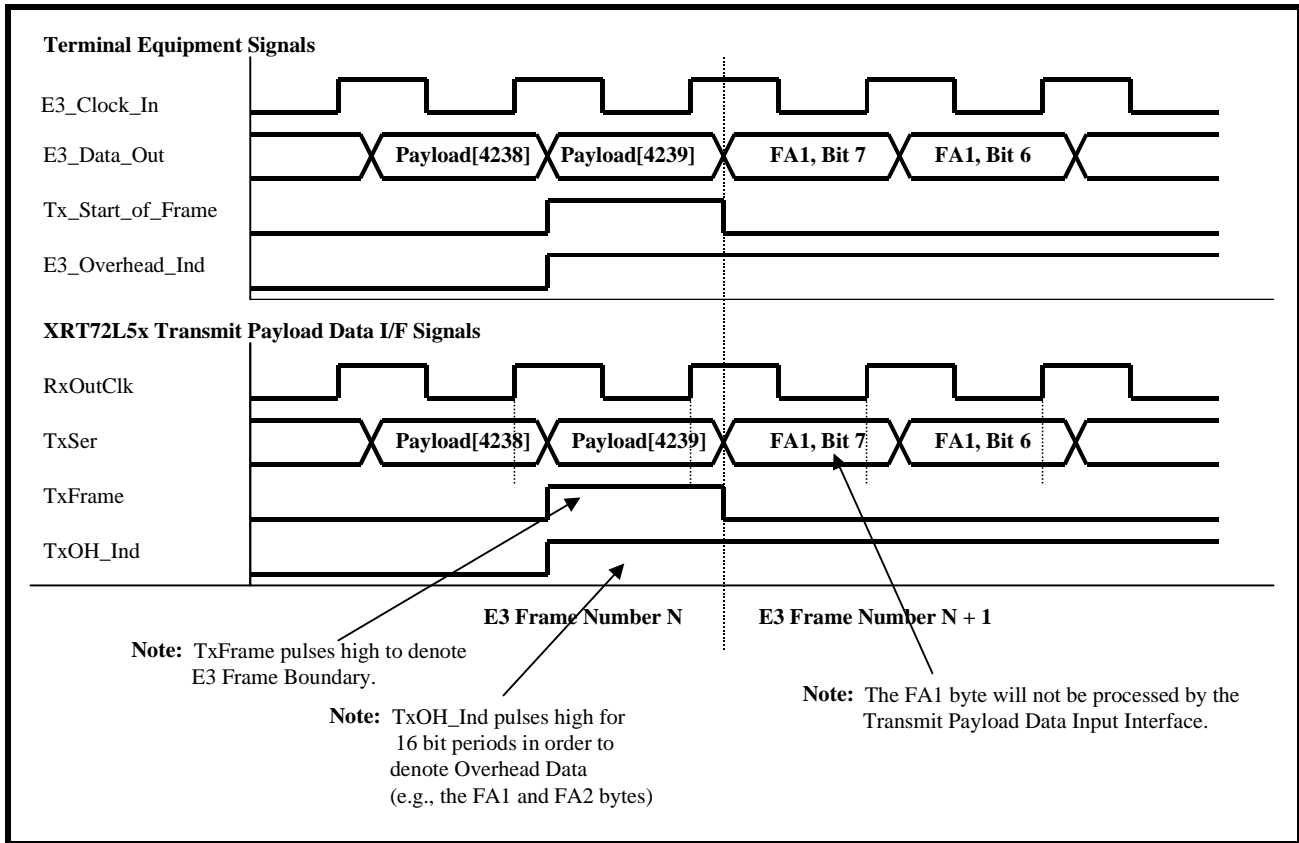 Terminal Equipment Signals
E3_Clock_In
E3_Data_Out
Payload[4238] Payload[4239] FA1, Bit 7 FA1, Bit 6
Tx_Start_of_Frame
E3_Overhead_Ind
XRT72L5x Transmit Payload Data I/F Signals
RxOutClk
TxSer
Payload[4238] Payload[4239] FA1, Bit 7 FA1, Bit 6
TxFrame
TxOH_Ind
E3 Frame Number N E3 Frame Number N + 1
Note: TxFrame pulses high to denote
E3 Frame Boundary.
Note: The FA1 byte will not be processed by the
Transmit Payload Data Input Interface.
Note: TxOH_Ind pulses high for
16 bit periods in order to
denote Overhead Data
(e.g., the FA1 and FA2 bytes)